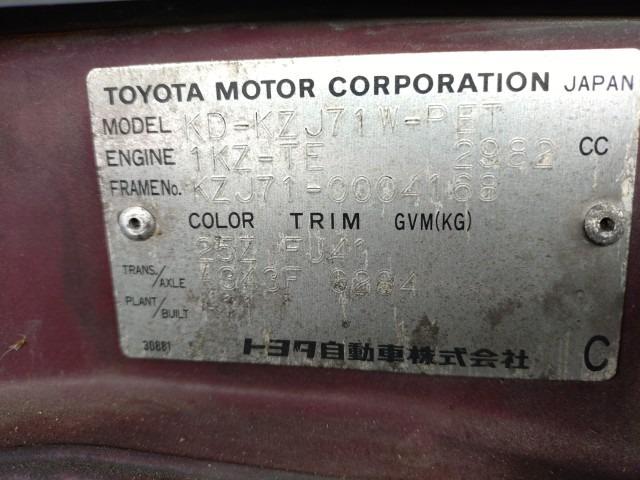 TOYOTA MOTOR CORPORATION JAPAN
MODEL KD-KZJ71W-PET
ENGINE 1KZ-TE 2982 CC
FRAME No. KZJ71-0004168
COLOR TRIM GVM(KG)
25Z FU41
TRANS./AXLE A343F
PLANT/BUILT
30881
トヨタ自動車株式会社 C